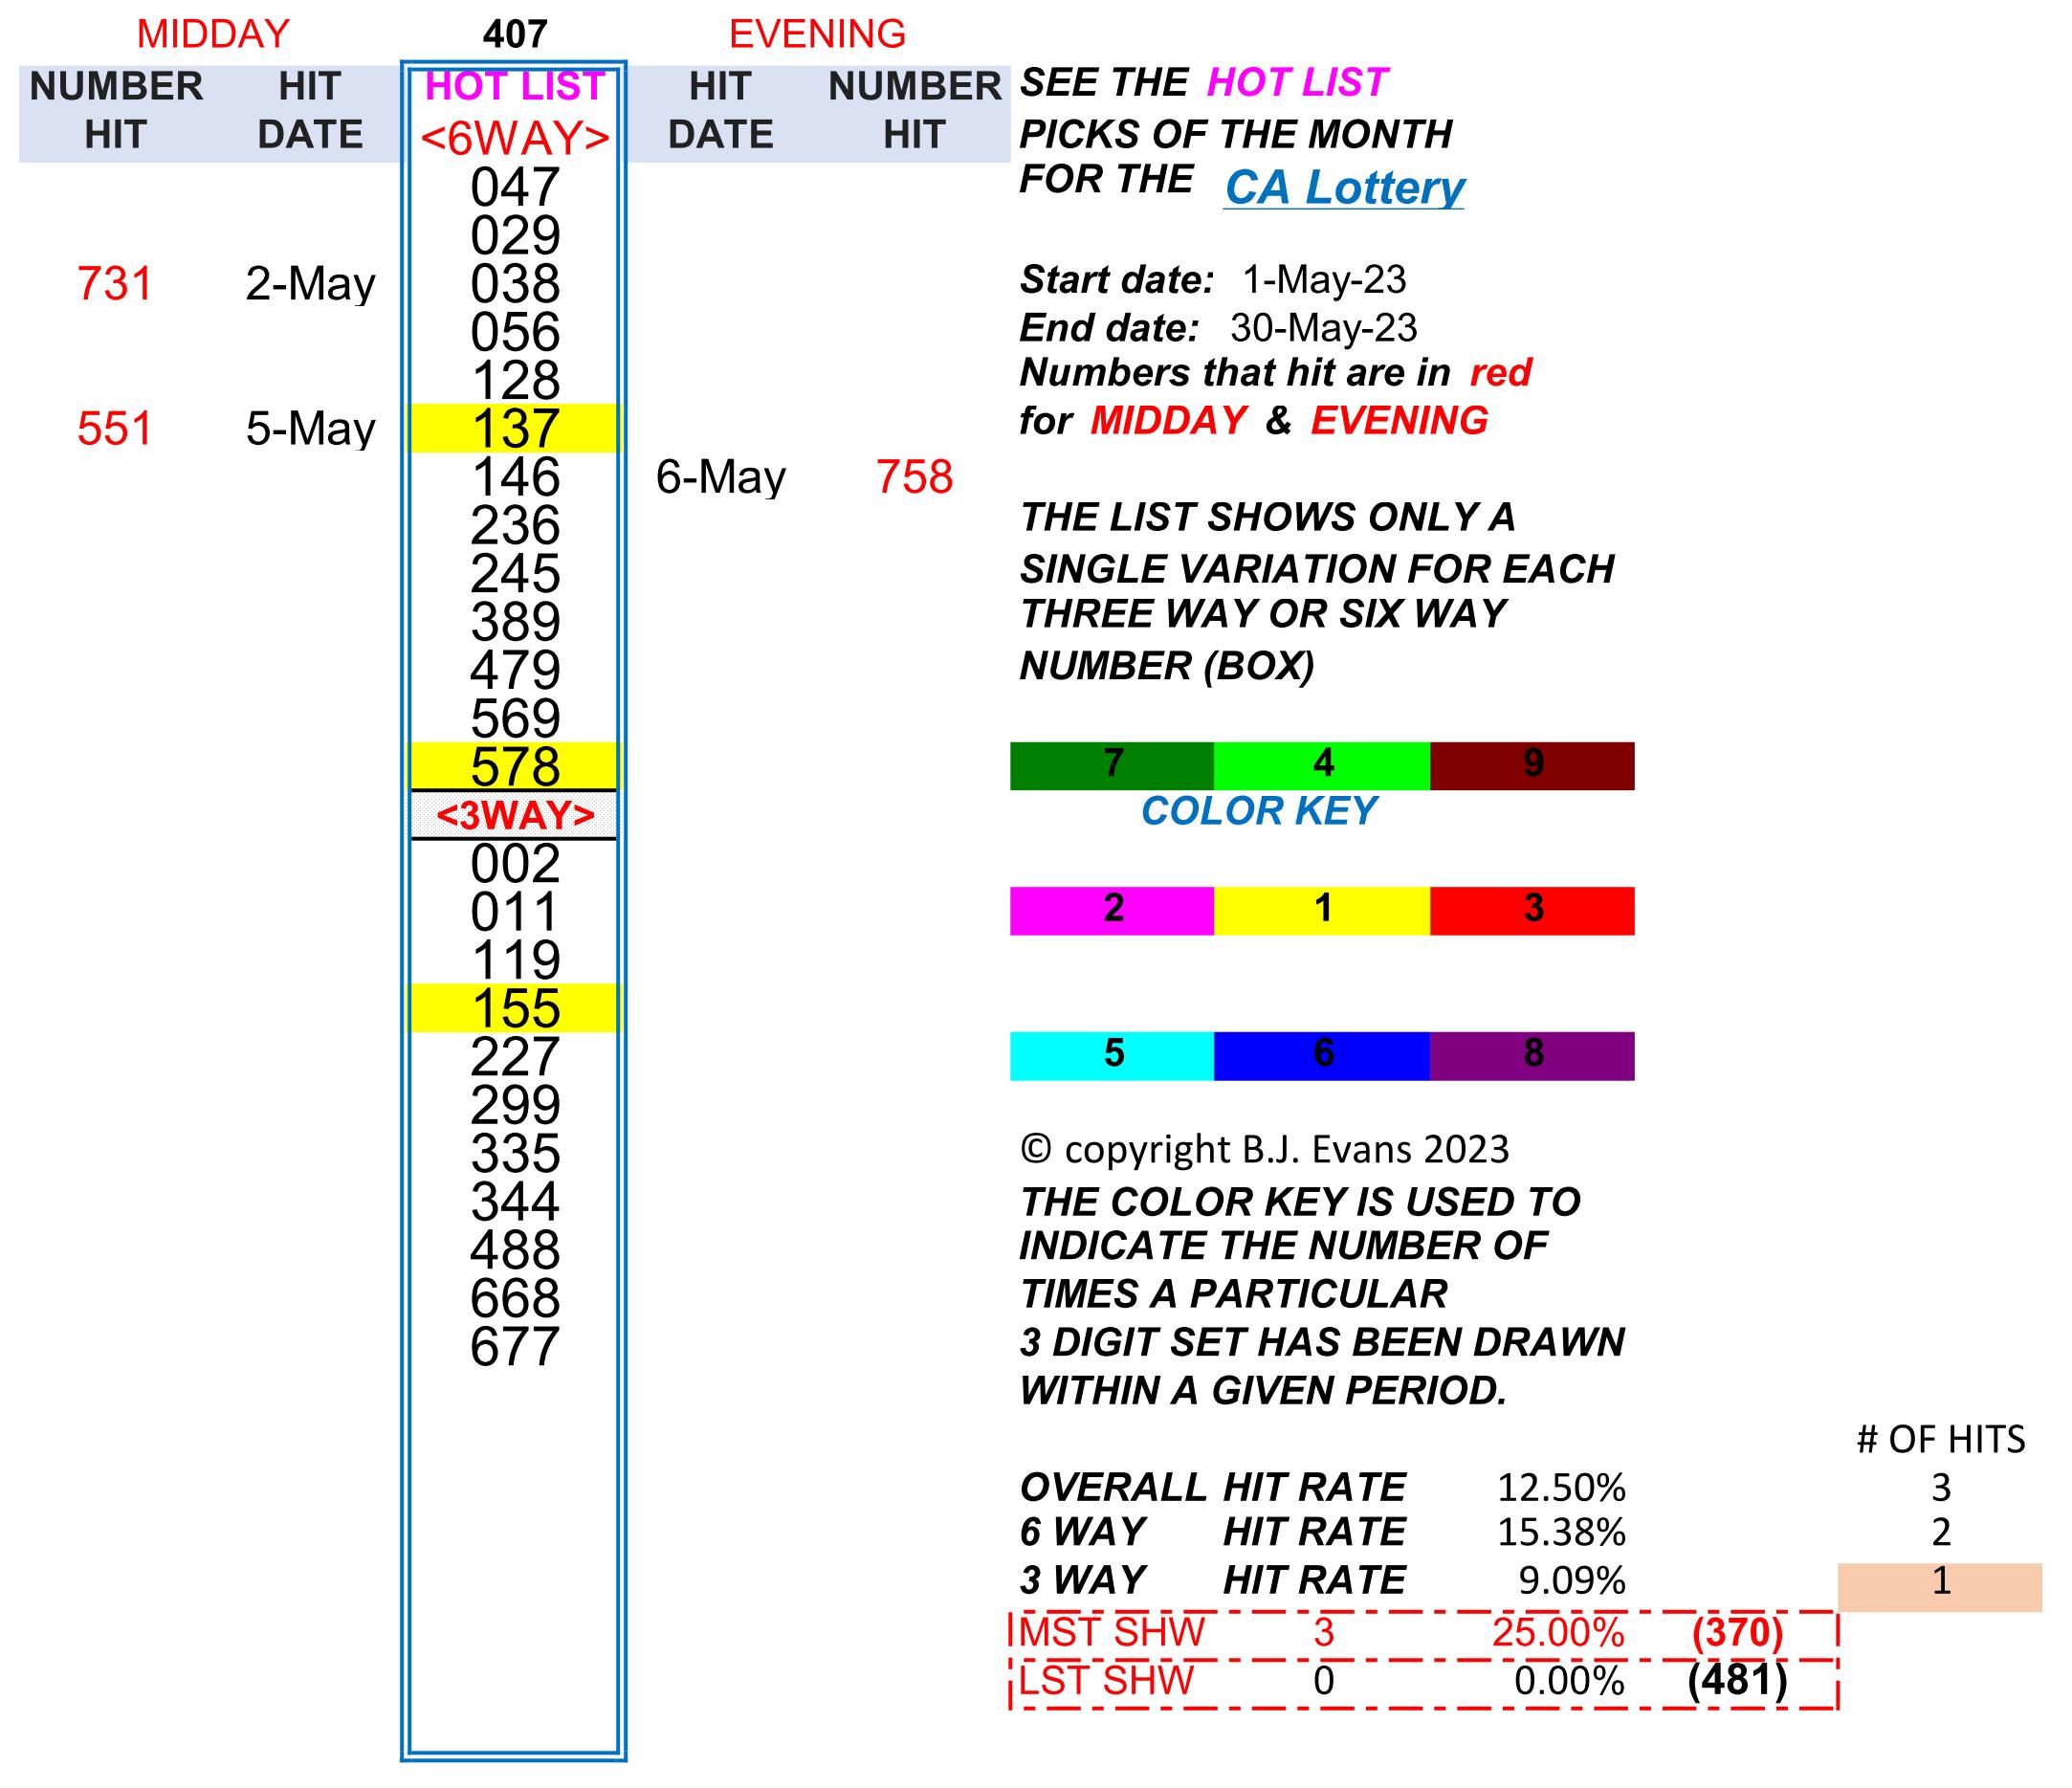 MIDDAY 407 EVENING
NUMBER HIT HOT LIST HIT NUMBER
HIT DATE <6WAY> DATE HIT
047
029
731 2-May 038
056
128
551 5-May 137
146 6-May 758
236
245
389
479
569
578
<3WAY>
002
011
119
155
227
299
335
344
488
668
677
SEE THE HOT LIST
PICKS OF THE MONTH
FOR THE CA Lottery
Start date: 1-May-23
End date: 30-May-23
Numbers that hit are in red
for MIDDAY & EVENING
THE LIST SHOWS ONLY A
SINGLE VARIATION FOR EACH
THREE WAY OR SIX WAY
NUMBER (BOX)
7 4 9
COLOR KEY
2 1 3
5 6 8
© copyright B.J. Evans 2023
THE COLOR KEY IS USED TO
INDICATE THE NUMBER OF
TIMES A PARTICULAR
3 DIGIT SET HAS BEEN DRAWN
WITHIN A GIVEN PERIOD.
# OF HITS
OVERALL HIT RATE 12.50% 3
6 WAY HIT RATE 15.38% 2
3 WAY HIT RATE 9.09% 1
MST SHW 3 25.00% (370)
LST SHW 0 0.00% (481)